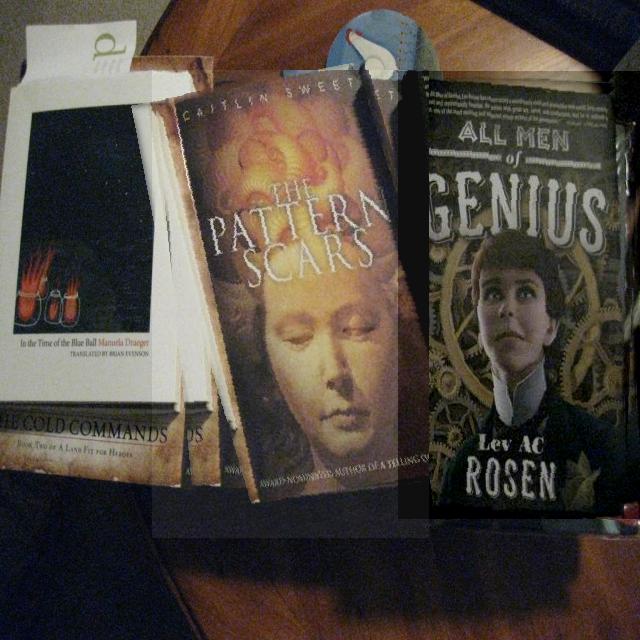 In the Time of the Blue Ball Manuela Draeger
TRANSLATED BY BRIAN EVENSON
THE COLD COMMANDS
BOOK TWO OF A LAND FIT FOR HEROES
CAITLIN SWEET
THE
PATTERN
SCARS
AWARD-NOMINATED AUTHOR OF A TELLING O
ALL MEN
of
GENIUS
Lev AC
ROSEN